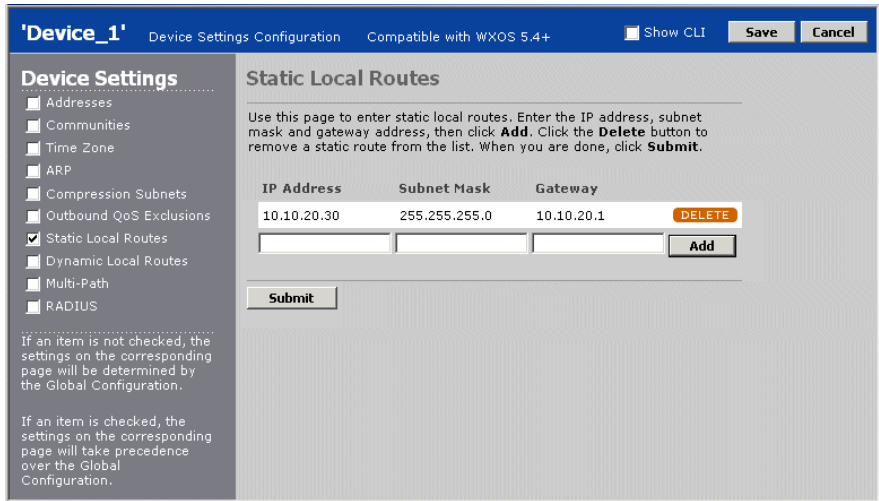 'Device_1' Device Settings Configuration Compatible with WXOS 5.4+ Show CLI Save Cancel
Device Settings
Addresses
Communities
Time Zone
ARP
Compression Subnets
Outbound QoS Exclusions
Static Local Routes
Dynamic Local Routes
Multi-Path
RADIUS
If an item is not checked, the
settings on the corresponding
page will be determined by
the Global Configuration.
If an item is checked, the
settings on the corresponding
page will take precedence
over the Global
Configuration.
Static Local Routes
Use this page to enter static local routes. Enter the IP address, subnet
mask and gateway address, then click Add. Click the Delete button to
remove a static route from the list. When you are done, click Submit.
IP Address Subnet Mask Gateway
10.10.20.30 255.255.255.0 10.10.20.1 DELETE
Add
Submit